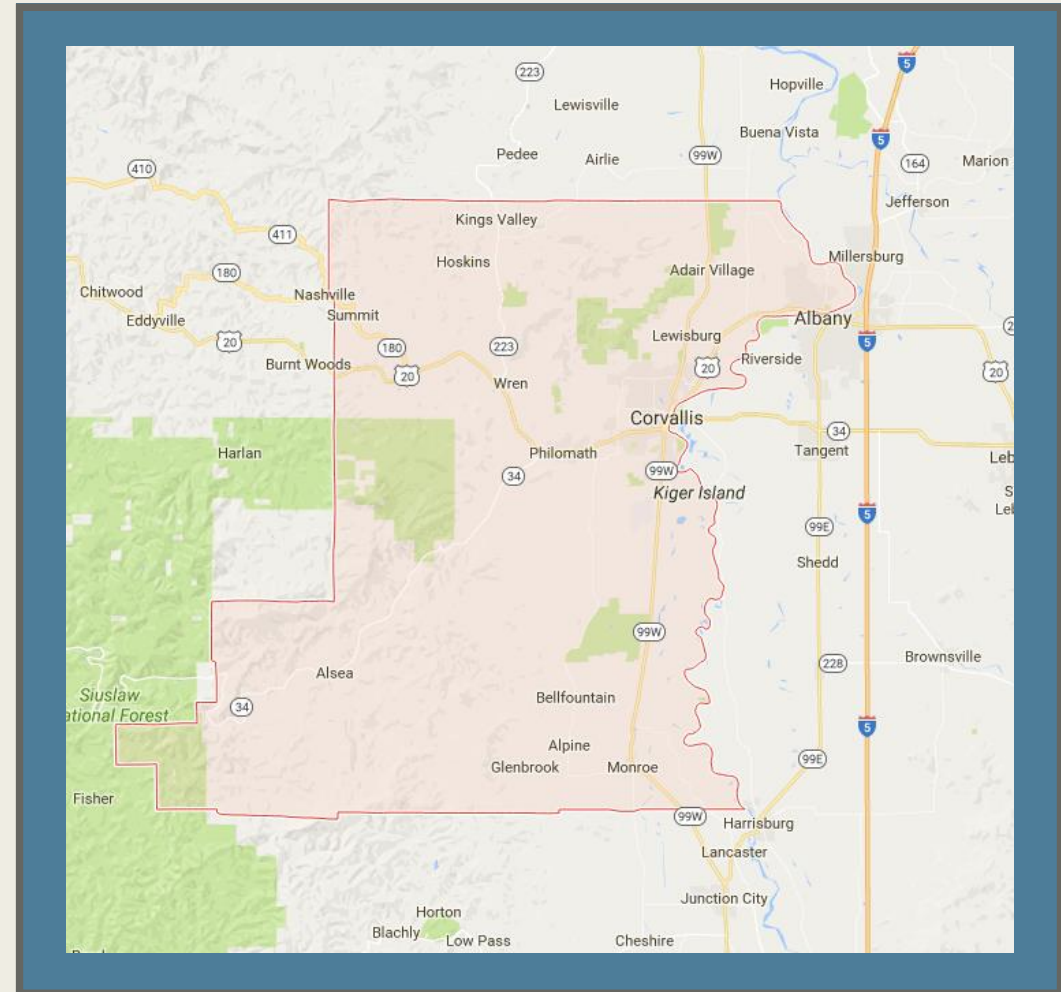 5
223
Hopville
Lewisville
Buena Vista
5
Pedee
Airlie
99W
164
Marion
410
Jefferson
Kings Valley
411
Hoskins
Adair Village
Millersburg
180
Chitwood
Nashville
Summit
Eddyville
Albany
Lewisburg
20
180
223
5
Burnt Woods
Riverside
20
20
20
Wren
Corvallis
34
Harlan
Philomath
Tangent
Leb
34
99W
Kiger Island
5
99E
Shedd
99W
Brownsville
228
Alsea
Siuslaw
ational Forest
34
Bellfountain
5
Alpine
99E
Glenbrook
Monroe
Fisher
99W
Harrisburg
Lancaster
Junction City
Horton
Blachly
Low Pass
Cheshire